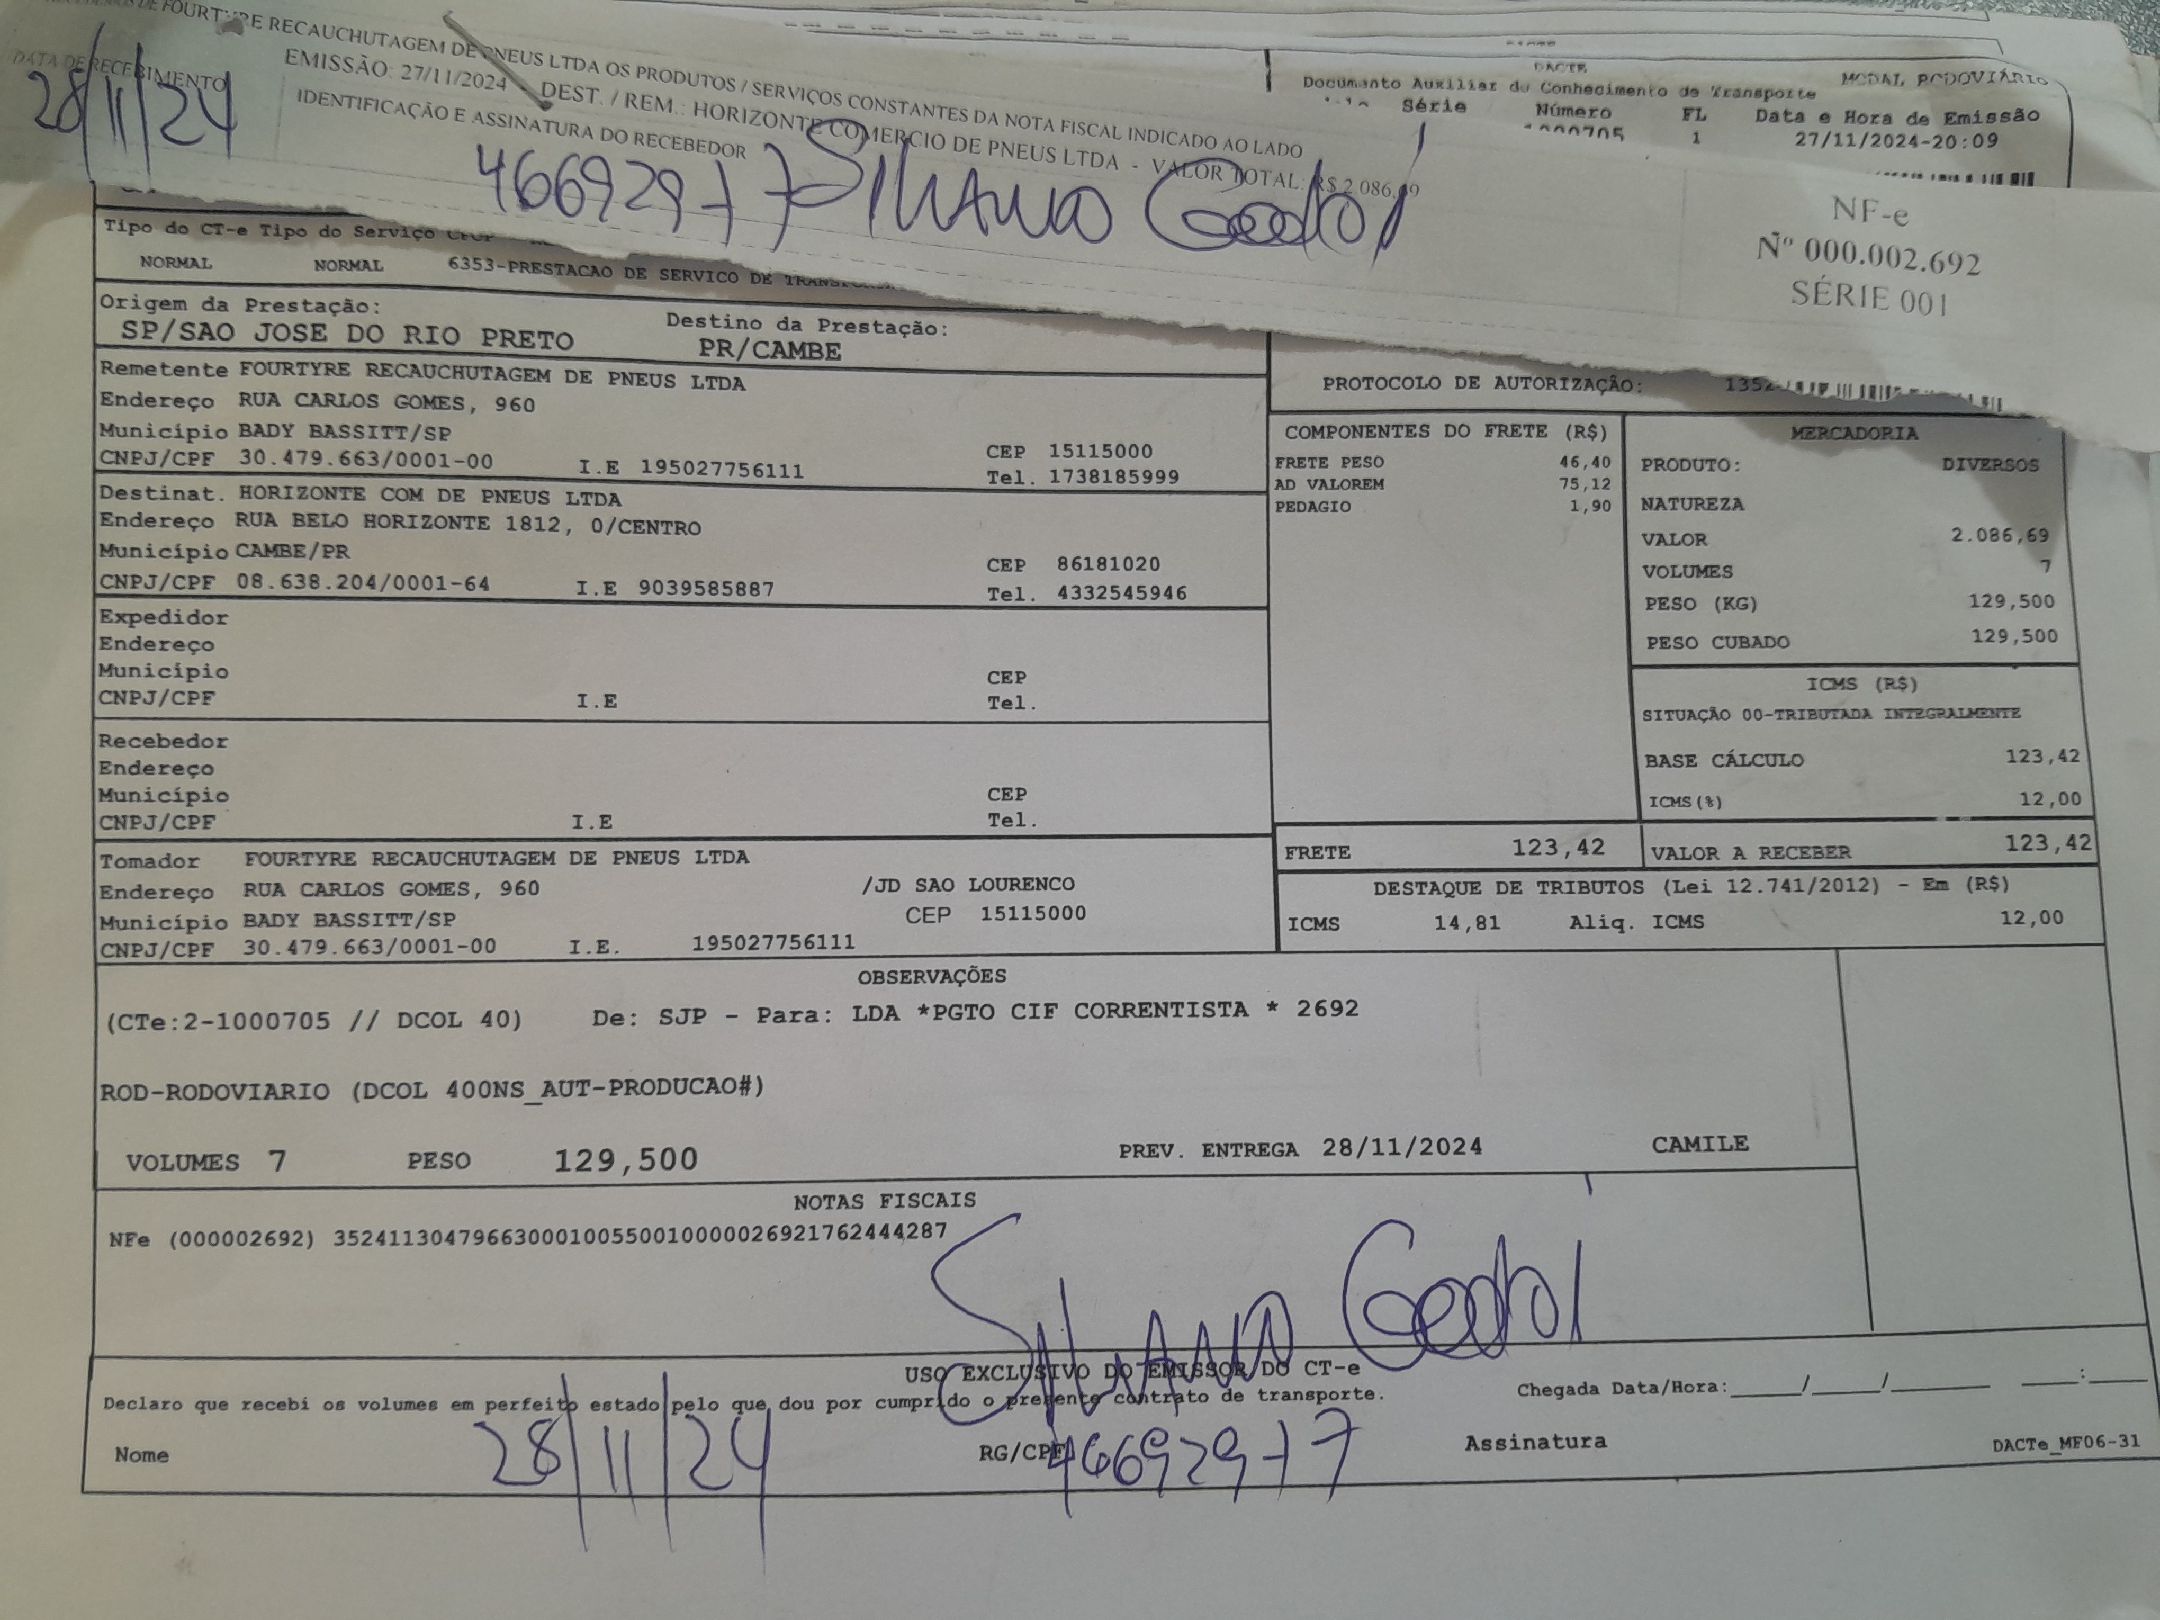 DE FOURTYRE RECAUCHUTAGEM DE PNEUS LTDA OS PRODUTOS / SERVIÇOS CONSTANTES DA NOTA FISCAL INDICADO AO LADO
EMISSÃO: 27/11/2024 - DEST. / REM.: HORIZONTE COMERCIO DE PNEUS LTDA - VALOR TOTAL: R$ 2.086,69
DATA DE RECEBIMENTO
IDENTIFICAÇÃO E ASSINATURA DO RECEBEDOR
28/11/24
46692917
NF-e
Nº 000.002.692
SÉRIE 001
DACTE
MODAL RODOVIÁRIO
Documento Auxiliar do Conhecimento de Transporte
Série Número FL Data e Hora de Emissão
1000705 1 27/11/2024-20:09
Tipo do CT-e Tipo do Serviço CFOP
NORMAL NORMAL 6353-PRESTACAO DE SERVICO DE
Origem da Prestação: Destino da Prestação:
SP/SAO JOSE DO RIO PRETO PR/CAMBE
PROTOCOLO DE AUTORIZAÇÃO: 1352
Remetente FOURTYRE RECAUCHUTAGEM DE PNEUS LTDA
Endereço RUA CARLOS GOMES, 960
Município BADY BASSITT/SP CEP 15115000
CNPJ/CPF 30.479.663/0001-00 I.E 195027756111 Tel. 1738185999
Destinat. HORIZONTE COM DE PNEUS LTDA
Endereço RUA BELO HORIZONTE 1812, 0/CENTRO
Município CAMBE/PR CEP 86181020
CNPJ/CPF 08.638.204/0001-64 I.E 9039585887 Tel. 4332545946
Expedidor
Endereço
Município CEP
CNPJ/CPF I.E Tel.
Recebedor
Endereço
Município CEP
CNPJ/CPF I.E Tel.
Tomador FOURTYRE RECAUCHUTAGEM DE PNEUS LTDA
Endereço RUA CARLOS GOMES, 960 /JD SAO LOURENCO
Município BADY BASSITT/SP CEP 15115000
CNPJ/CPF 30.479.663/0001-00 I.E. 195027756111
COMPONENTES DO FRETE (R$)
FRETE PESO 46,40
AD VALOREM 75,12
PEDAGIO 1,90
MERCADORIA
PRODUTO: DIVERSOS
NATUREZA
VALOR 2.086,69
VOLUMES 7
PESO (KG) 129,500
PESO CUBADO 129,500
ICMS (R$)
SITUAÇÃO 00-TRIBUTADA INTEGRALMENTE
BASE CÁLCULO 123,42
ICMS(%) 12,00
FRETE 123,42 VALOR A RECEBER 123,42
DESTAQUE DE TRIBUTOS (Lei 12.741/2012) - Em (R$)
ICMS 14,81 Aliq. ICMS 12,00
OBSERVAÇÕES
(CTe:2-1000705 // DCOL 40) De: SJP - Para: LDA *PGTO CIF CORRENTISTA * 2692
ROD-RODOVIARIO (DCOL 400NS_AUT-PRODUCAO#)
VOLUMES 7 PESO 129,500 PREV. ENTREGA 28/11/2024 CAMILE
NOTAS FISCAIS
NFe (000002692) 35241130479663000100550010000026921762444287
USO EXCLUSIVO DO EMISSOR DO CT-e
Declaro que recebi os volumes em perfeito estado pelo que dou por cumprido o presente contrato de transporte. Chegada Data/Hora:____/____/______ ___:___
Nome 28/11/24 RG/CPF 46692917 Assinatura DACTe_MF06-31